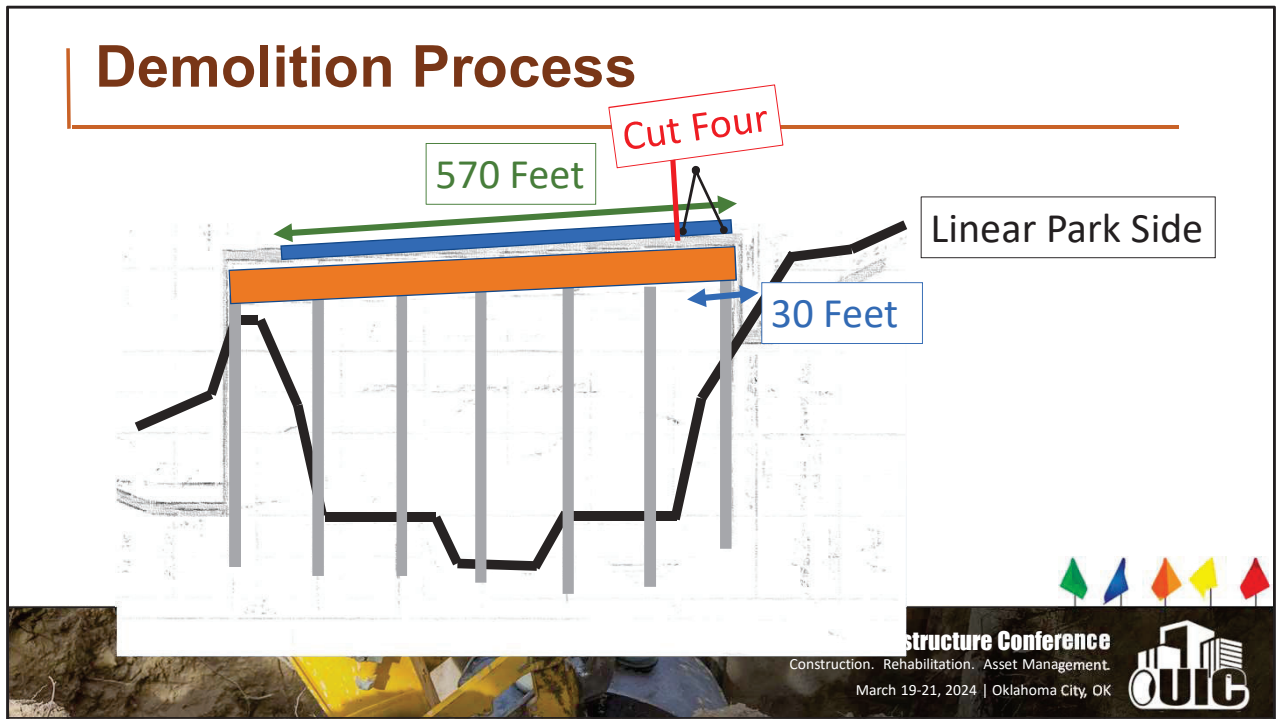 Demolition Process
Cut Four
570 Feet
Linear Park Side
30 Feet
structure Conference
Construction. Rehabilitation. Asset Management.
March 19-21, 2024 | Oklahoma City, OK
OUIC